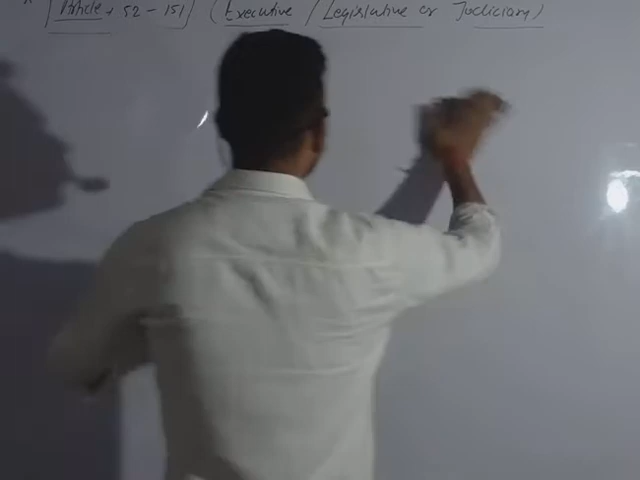 [Article, 52 - 151] (Executive / Legislative or Judiciary)